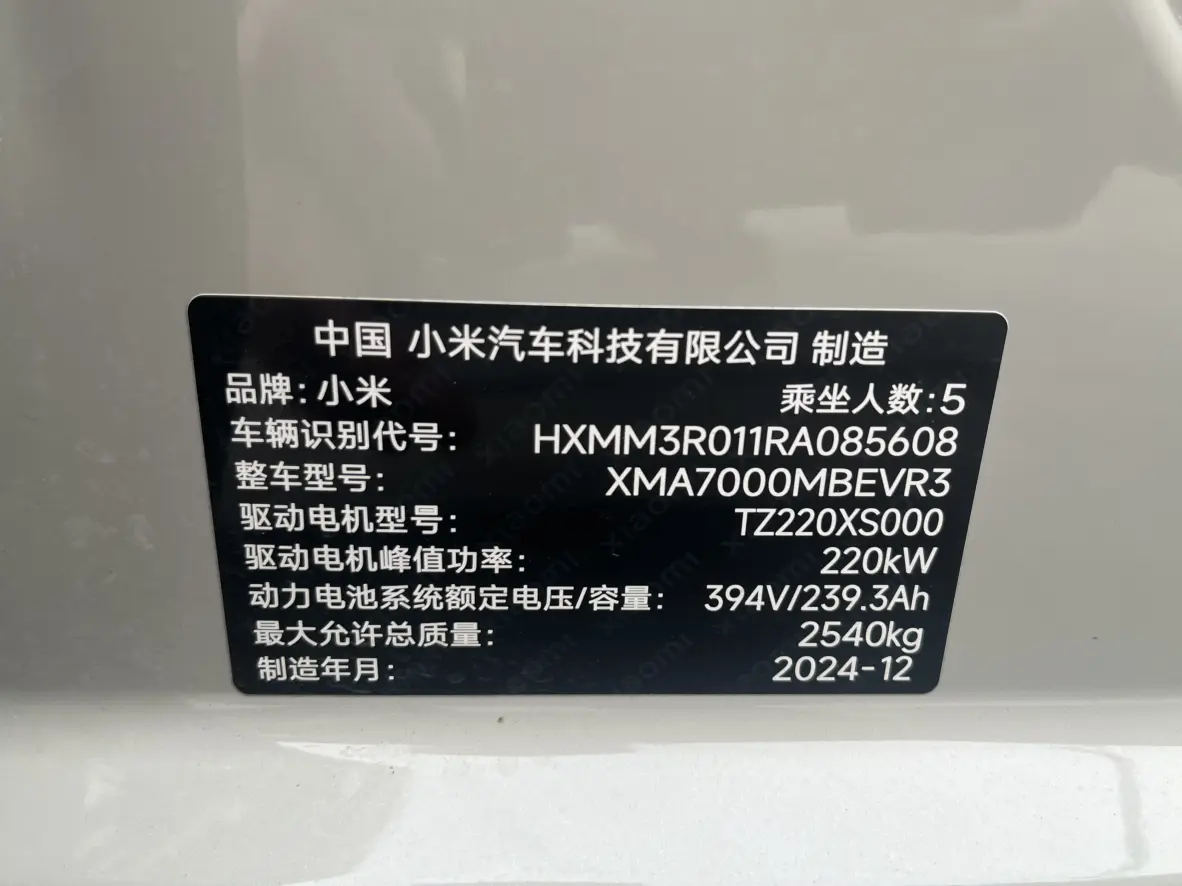 中国 小米汽车科技有限公司 制造
品牌:小米 乘坐人数:5
车辆识别代号: HXMM3R011RA085608
整车型号: XMA7000MBEVR3
驱动电机型号: TZ220XS000
驱动电机峰值功率: 220kW
动力电池系统额定电压/容量: 394V/239.3Ah
最大允许总质量: 2540kg
制造年月: 2024-12